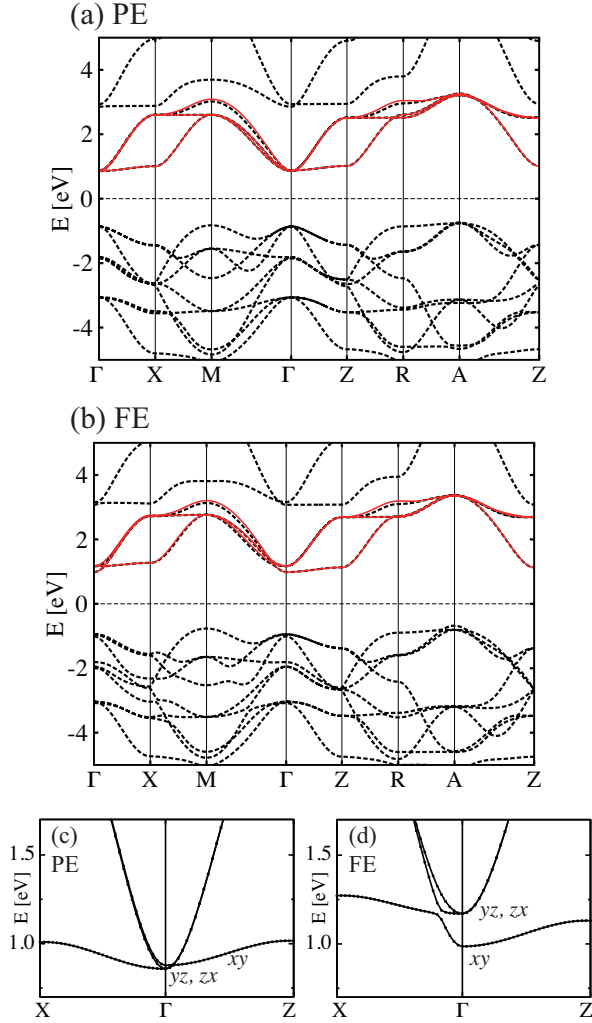 (a) PE
E [eV]
4
2
0
-2
-4
Γ X M Γ Z R A Z
(b) FE
E [eV]
4
2
0
-2
-4
Γ X M Γ Z R A Z
(c)
PE
E [eV]
1.5
1.0
xy
yz, zx
X Γ Z
(d)
FE
E [eV]
1.5
1.0
yz, zx
xy
X Γ Z